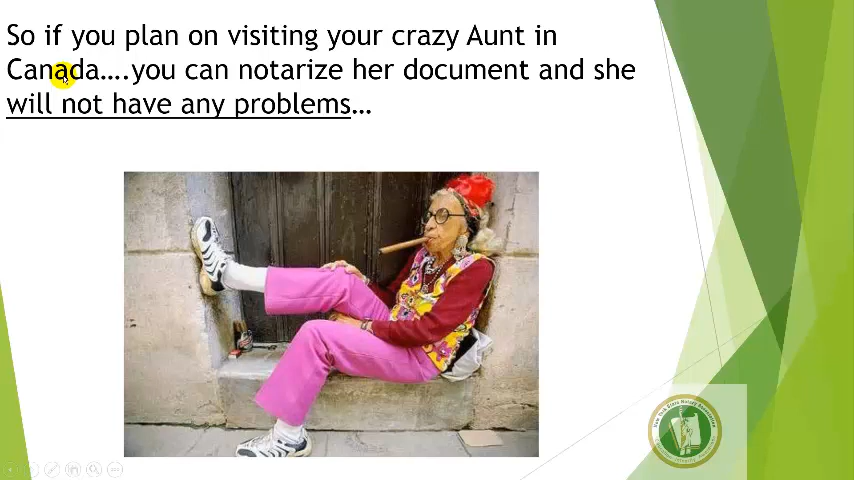 So if you plan on visiting your crazy Aunt in
Canada....you can notarize her document and she
will not have any problems...